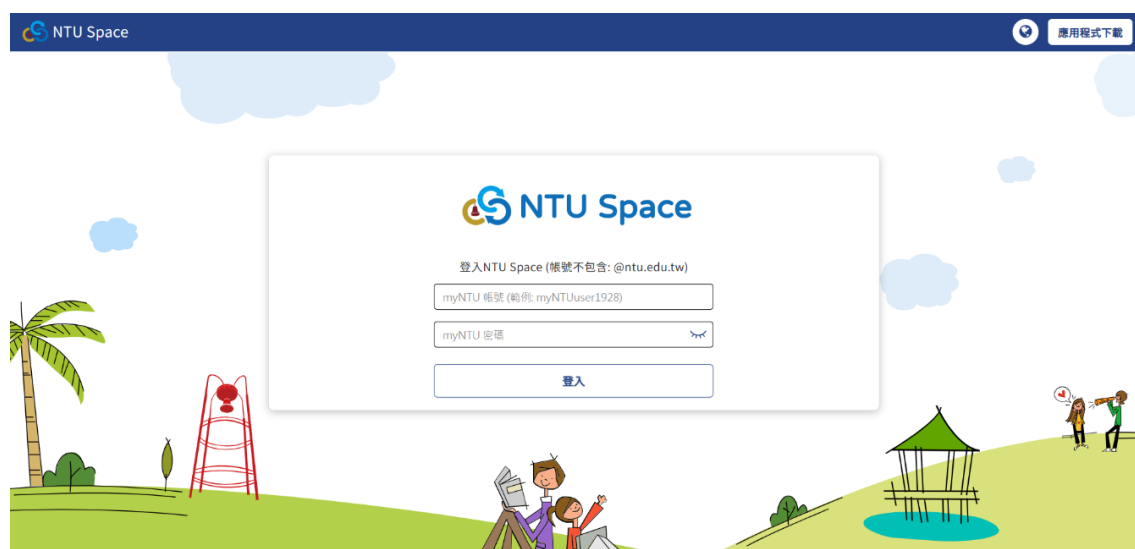 NTU Space
應用程式下載
NTU Space
登入NTU Space (帳號不包含: @ntu.edu.tw)
myNTU 帳號 (範例: myNTUuser1928)
myNTU 密碼
登入